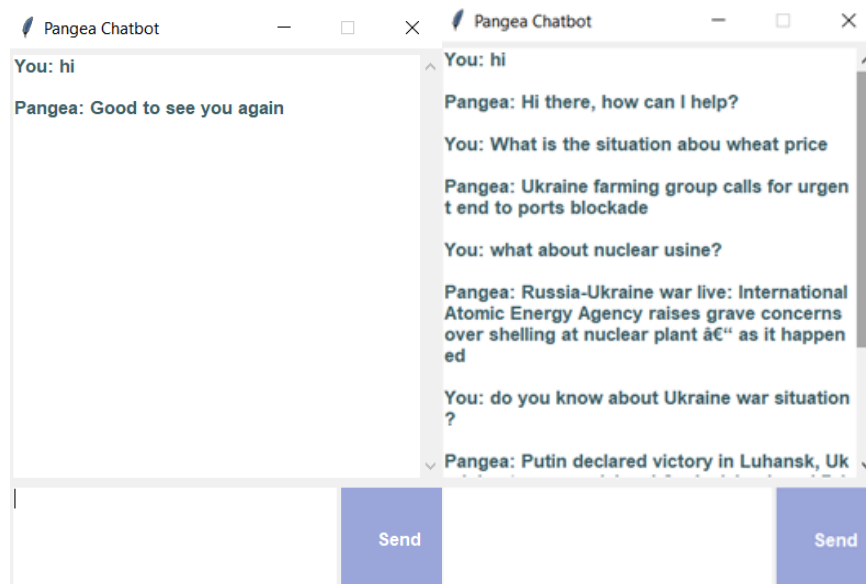 Pangea Chatbot
You: hi
Pangea: Good to see you again
Send
Pangea Chatbot
You: hi
Pangea: Hi there, how can I help?
You: What is the situation abou wheat price
Pangea: Ukraine farming group calls for urgen
t end to ports blockade
You: what about nuclear usine?
Pangea: Russia-Ukraine war live: International
Atomic Energy Agency raises grave concerns
over shelling at nuclear plant â€“ as it happen
ed
You: do you know about Ukraine war situation
?
Pangea: Putin declared victory in Luhansk, Uk
Send